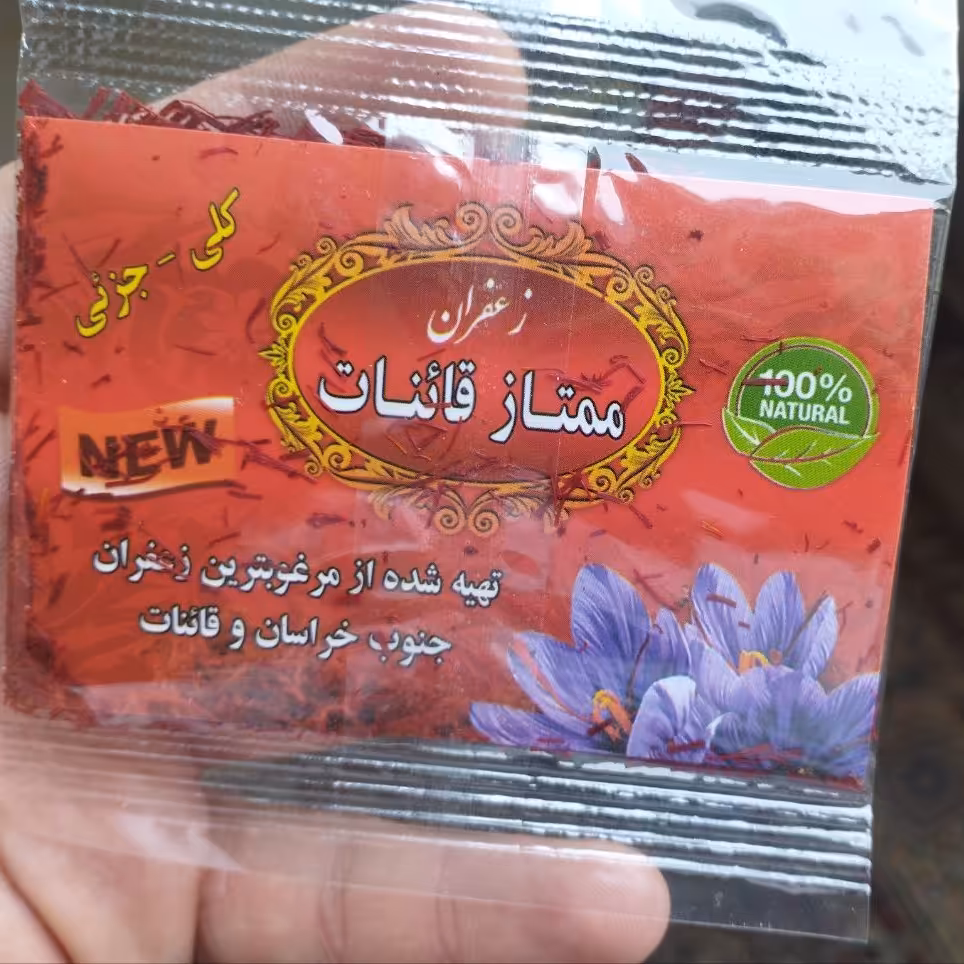 کلی - جزئی
زعفران
ممتاز قائنات
100%
NATURAL
NEW
تهیه شده از مرغوبترین زعفران
جنوب خراسان و قائنات